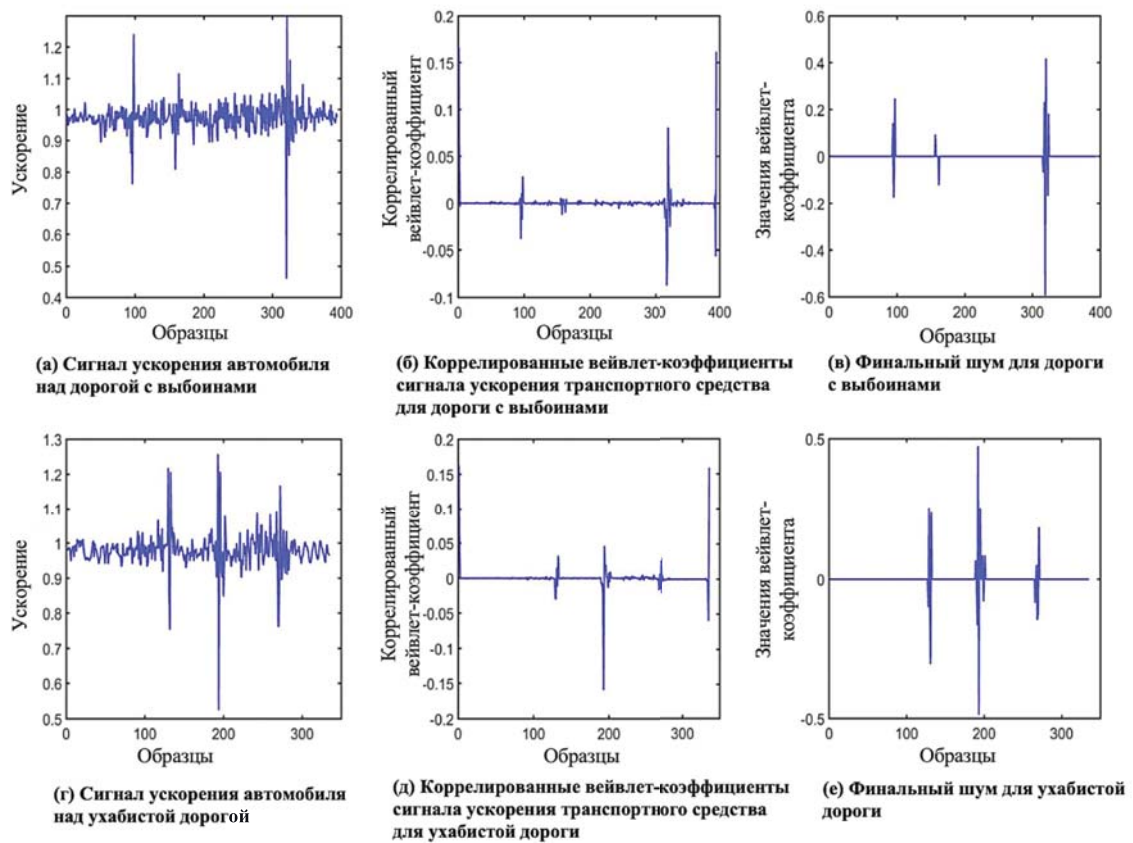 1.2
1.1
1
0.9
0.8
0.7
0.6
0.5
0.4
0
100
200
300
400
Ускорение
Образцы
(а) Сигнал ускорения автомобиля
над дорогой с выбоинами
0.2
0.15
0.1
0.05
0
-0.05
-0.1
0
100
200
300
400
Коррелированный
вейвлет-коэффициент
Образцы
(б) Коррелированные вейвлет-коэффициенты
сигнала ускорения транспортного средства
для дороги с выбоинами
0.6
0.4
0.2
0
-0.2
-0.4
-0.6
0
100
200
300
400
Значения вейвлет-
коэффициента
Образцы
(в) Финальный шум для дороги
с выбоинами
1.3
1.2
1.1
1
0.9
0.8
0.7
0.6
0.5
0
100
200
300
Ускорение
Образцы
(г) Сигнал ускорения автомобиля
над ухабистой дорогой
0.2
0.15
0.1
0.05
0
-0.05
-0.1
-0.15
-0.2
0
100
200
300
Коррелированный
вейвлет-коэффициент
Образцы
(д) Коррелированные вейвлет-коэффициенты
сигнала ускорения транспортного средства
для ухабистой дороги
0.5
0
-0.5
0
100
200
300
Значения вейвлет-
коэффициента
Образцы
(е) Финальный шум для ухабистой
дороги